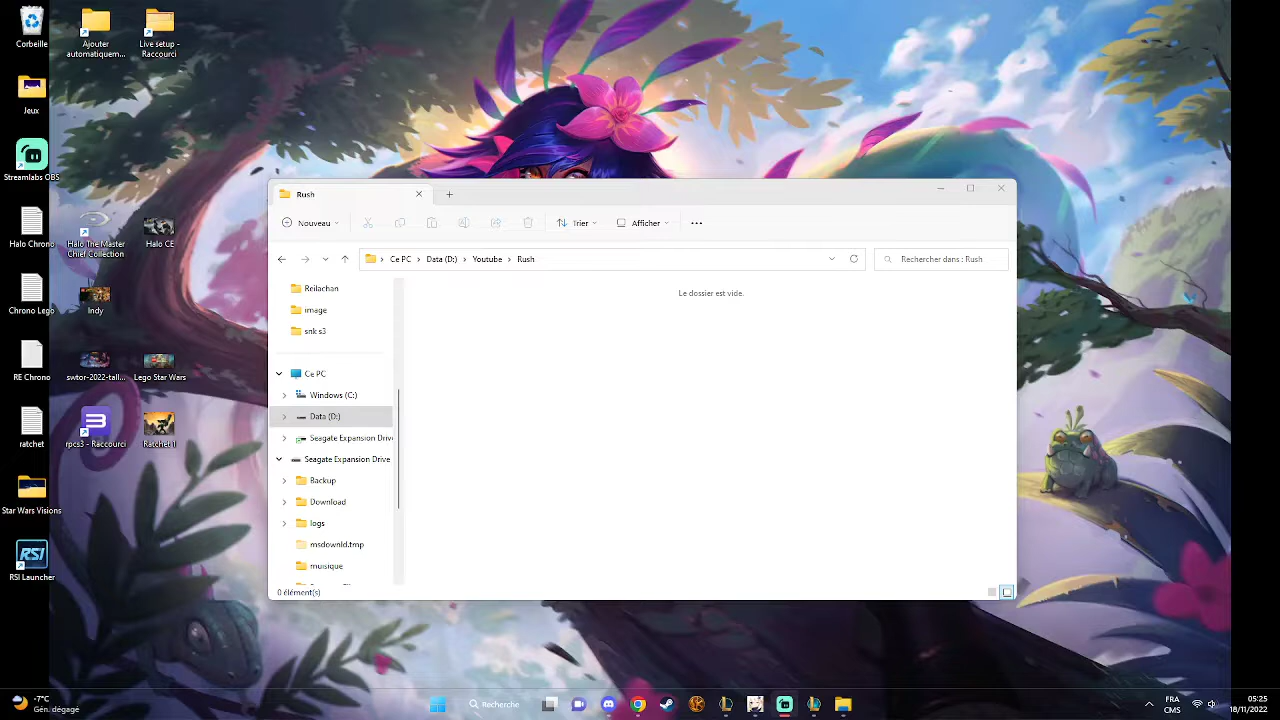 Corbeille
Ajouter
automatiquem...
Live setup -
Raccourci
Jeux
Streamlabs OBS
Halo Chrono
Halo The Master
Chief Collection
Halo CE
Chrono Lego
Indy
RE Chrono
swtor-2022-tall...
Lego Star Wars
ratchet
rpcs3 - Raccourci
Ratchet 1
Star Wars Visions
RSI
RSI Launcher
Rush
Nouveau
Trier
Afficher
Ce PC
Data (D:)
Youtube
Rush
Rechercher dans : Rush
Reilachan
image
snk s3
Le dossier est vide.
Ce PC
Windows (C:)
Data (D:)
Seagate Expansion Drive
Seagate Expansion Drive
Backup
Download
logs
msdownld.tmp
muisique
0 élément(s)
-7°C
Gén. dégagé
Recherche
FRA
CMS
05:25
18/11/2022